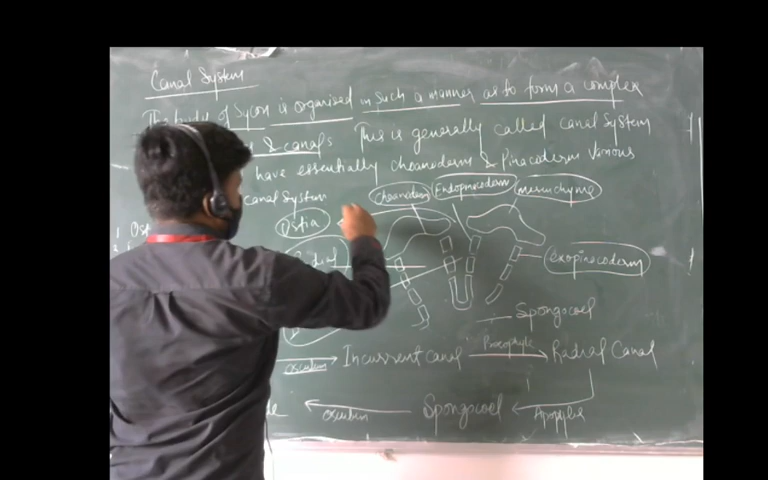 Canal System
The body of Sycon is organised in such a manner as to form a complex
& canals This is generally called Canal System
have essentially Choanoderm & Pinacoderm Various
canal System
Choanoderm Endopinacoderm mesenchyme
Ostia
exopinacoderm
Spongocoel
osculum Incurrent Canal Prosopyle Radial Canal
osculum Spongocoel Apopyle